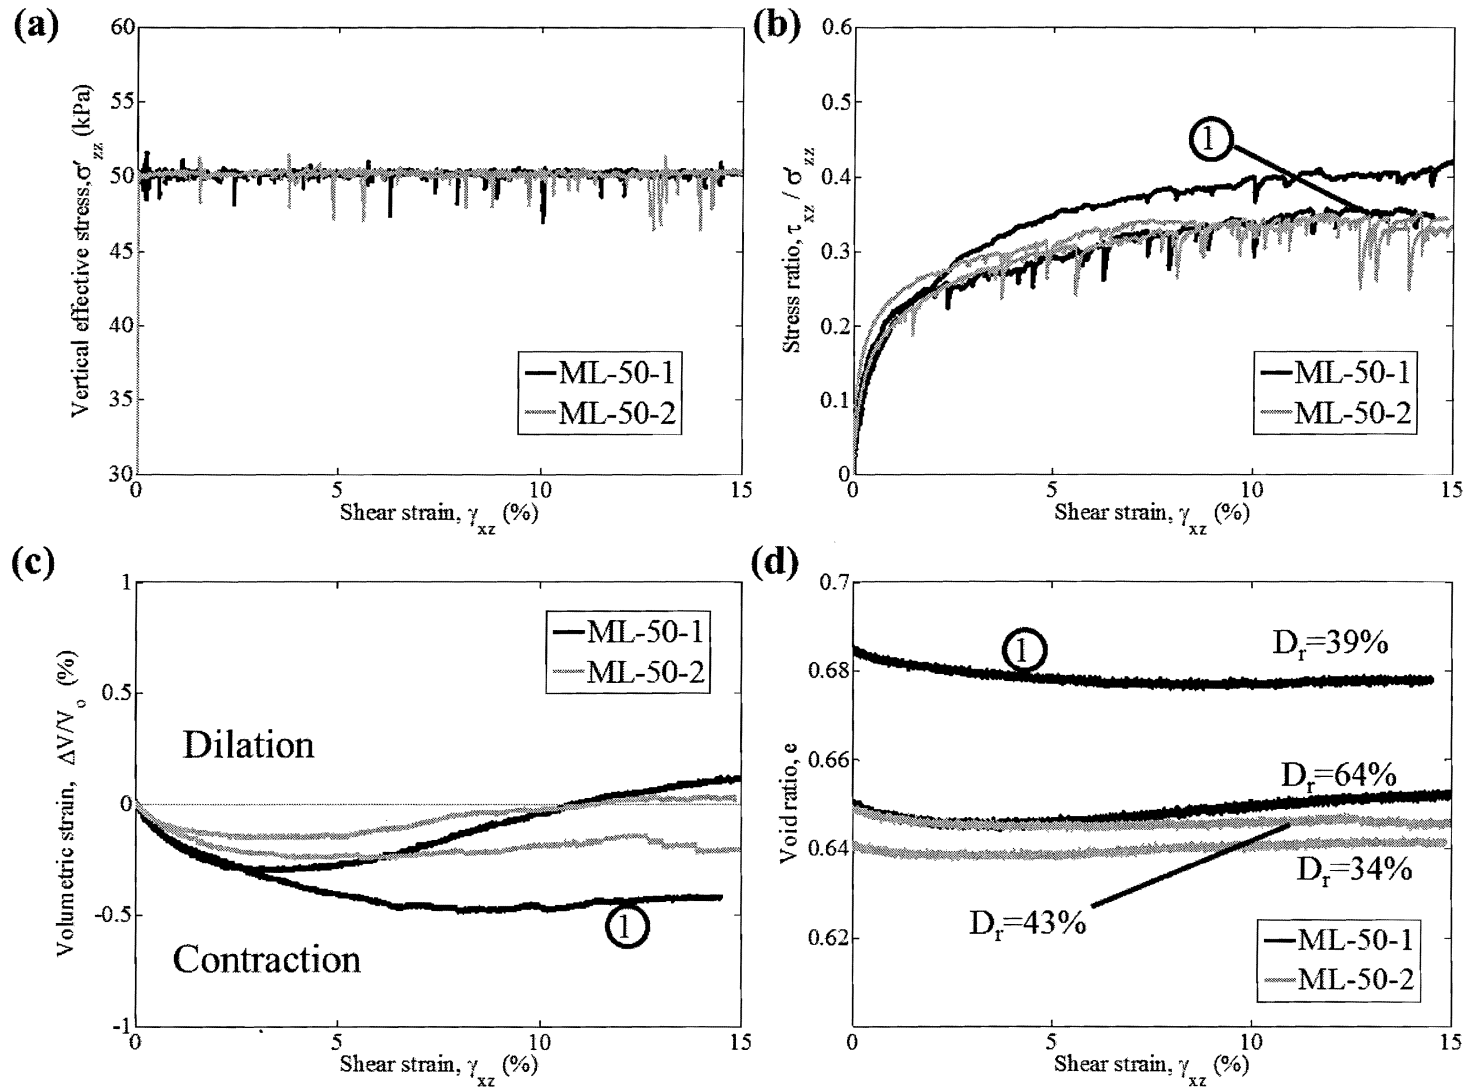 (a)
60
55
50
45
40
35
30
0
5
10
15
Vertical effective stress,σ′zz (kPa)
Shear strain, γxz (%)
ML-50-1
ML-50-2
(b)
0.6
0.5
0.4
0.3
0.2
0.1
0
0
5
10
15
Stress ratio, τxz / σ′zz
Shear strain, γxz (%)
1
ML-50-1
ML-50-2
(c)
1
0.5
0
-0.5
-1
0
5
10
15
Volumetric strain, ΔV/Vo (%)
Shear strain, γxz (%)
ML-50-1
ML-50-2
Dilation
Contraction
1
(d)
0.7
0.68
0.66
0.64
0.62
0
5
10
15
Void ratio, e
Shear strain, γxz (%)
1
Dr=39%
Dr=64%
Dr=34%
Dr=43%
ML-50-1
ML-50-2